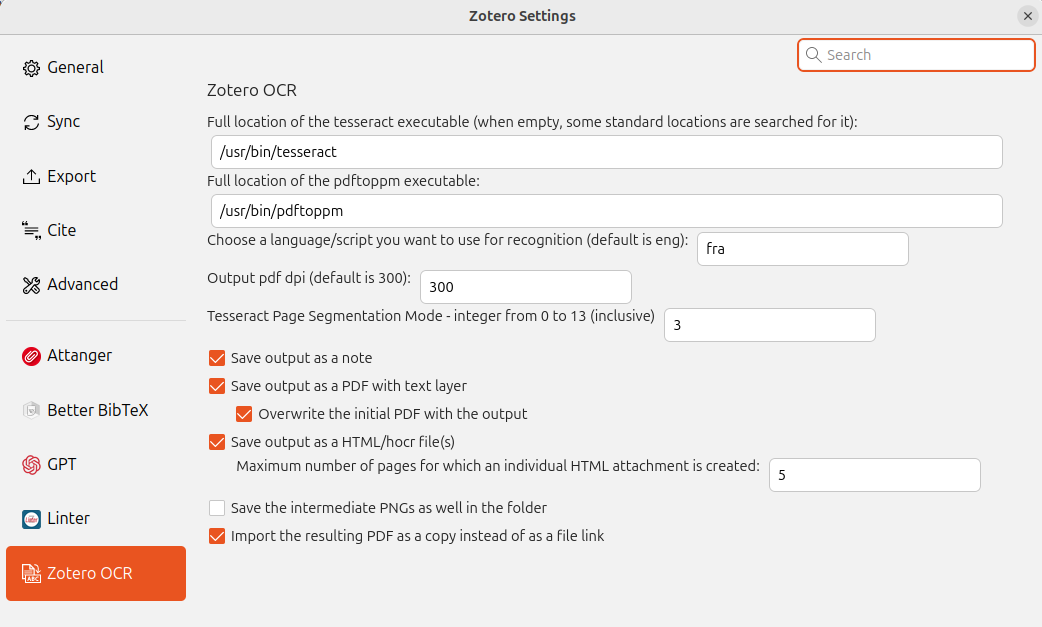 Zotero Settings
Search
General
Sync
Export
Cite
Advanced
Attanger
Better BibTeX
GPT
Linter
Zotero OCR
Zotero OCR
Full location of the tesseract executable (when empty, some standard locations are searched for it):
/usr/bin/tesseract
Full location of the pdftoppm executable:
/usr/bin/pdftoppm
Choose a language/script you want to use for recognition (default is eng): fra
Output pdf dpi (default is 300): 300
Tesseract Page Segmentation Mode - integer from 0 to 13 (inclusive) 3
Save output as a note
Save output as a PDF with text layer
Overwrite the initial PDF with the output
Save output as a HTML/hocr file(s)
Maximum number of pages for which an individual HTML attachment is created: 5
Save the intermediate PNGs as well in the folder
Import the resulting PDF as a copy instead of as a file link